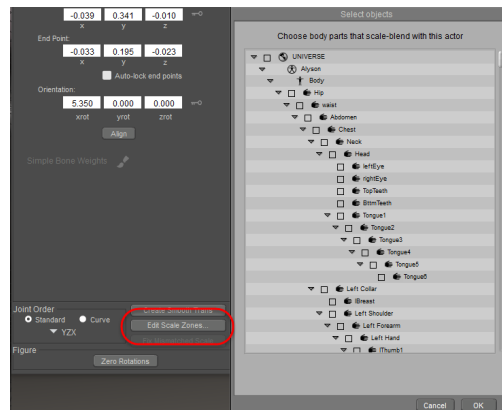 -0.039 0.341 -0.010
x y z
End Point:
-0.033 0.195 -0.023
x y z
Auto-lock end points
Orientation:
5.350 0.000 0.000
xrot yrot zrot
Align
Simple Bone Weights
Joint Order
Standard Curve
YZX
Create Smooth Trans
Edit Scale Zones...
Figure
Zero Rotations
Select objects
Choose body parts that scale-blend with this actor
UNIVERSE
Alyson
Body
Hip
waist
Abdomen
Chest
Neck
Head
leftEye
rightEye
TopTeeth
BttmTeeth
Tongue1
Tongue2
Tongue3
Tongue4
Tongue5
Tongue6
Left Collar
lBreast
Left Shoulder
Left Forearm
Left Hand
lThumb1
Cancel OK